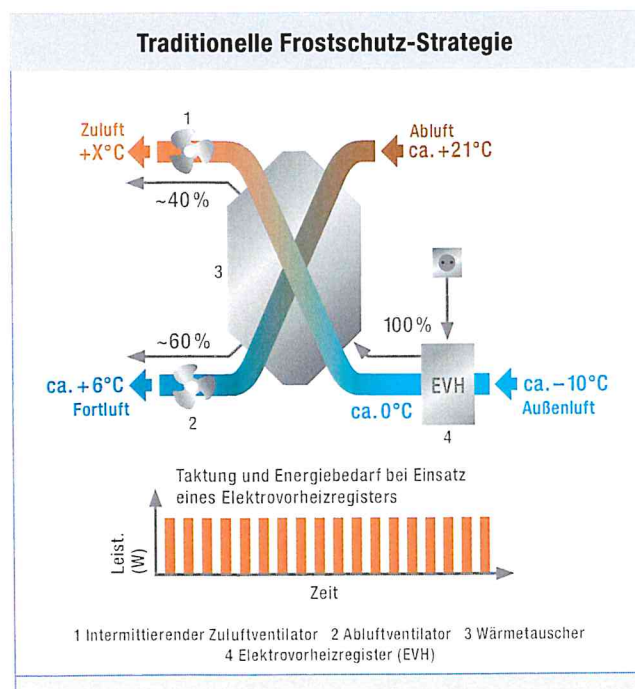 Traditionelle Frostschutz-Strategie
1
Zuluft
+X°C
Abluft
ca. +21°C
~40%
3
~60%
100%
ca. +6°C
Fortluft
2
ca. 0°C
EVH
4
ca. –10°C
Außenluft
Taktung und Energiebedarf bei Einsatz
eines Elektrovorheizregisters
Leist.
(W)
Zeit
1 Intermittierender Zuluftventilator 2 Abluftventilator 3 Wärmetauscher
4 Elektrovorheizregister (EVH)